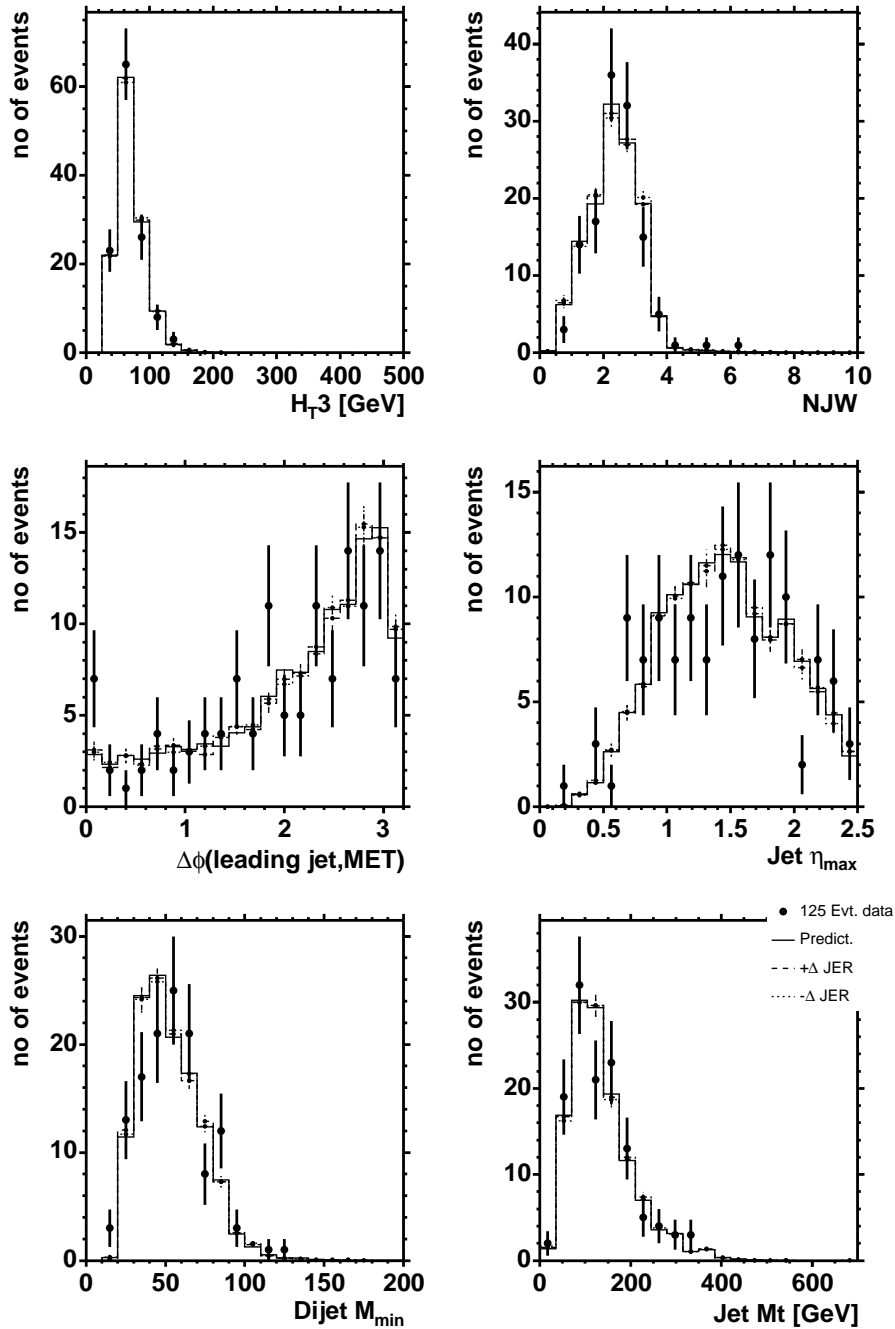 no of events
60
40
20
0
0 100 200 300 400 500
H_T3 [GeV]
no of events
40
30
20
10
0
0 2 4 6 8 10
NJW
no of events
15
10
5
0
0 1 2 3
Δϕ(leading jet,MET)
no of events
15
10
5
0
0 0.5 1 1.5 2 2.5
Jet η_max
no of events
30
20
10
0
0 50 100 150 200
Dijet M_min
no of events
30
20
10
0
0 200 400 600
Jet Mt [GeV]
125 Evt. data
Predict.
+Δ JER
-Δ JER